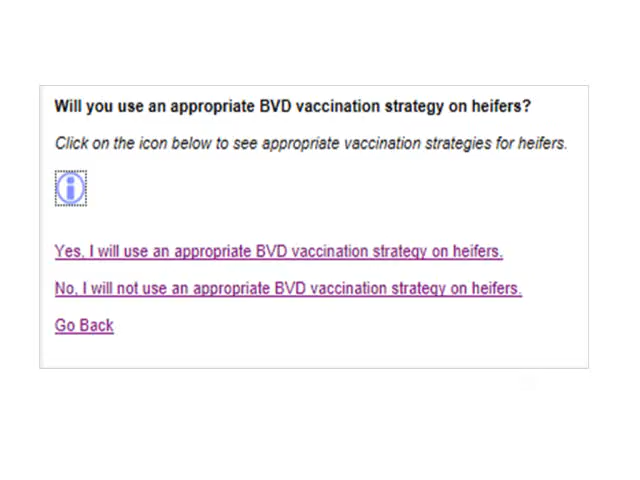 Will you use an appropriate BVD vaccination strategy on heifers?
Click on the icon below to see appropriate vaccination strategies for heifers.
Yes, I will use an appropriate BVD vaccination strategy on heifers.
No, I will not use an appropriate BVD vaccination strategy on heifers.
Go Back